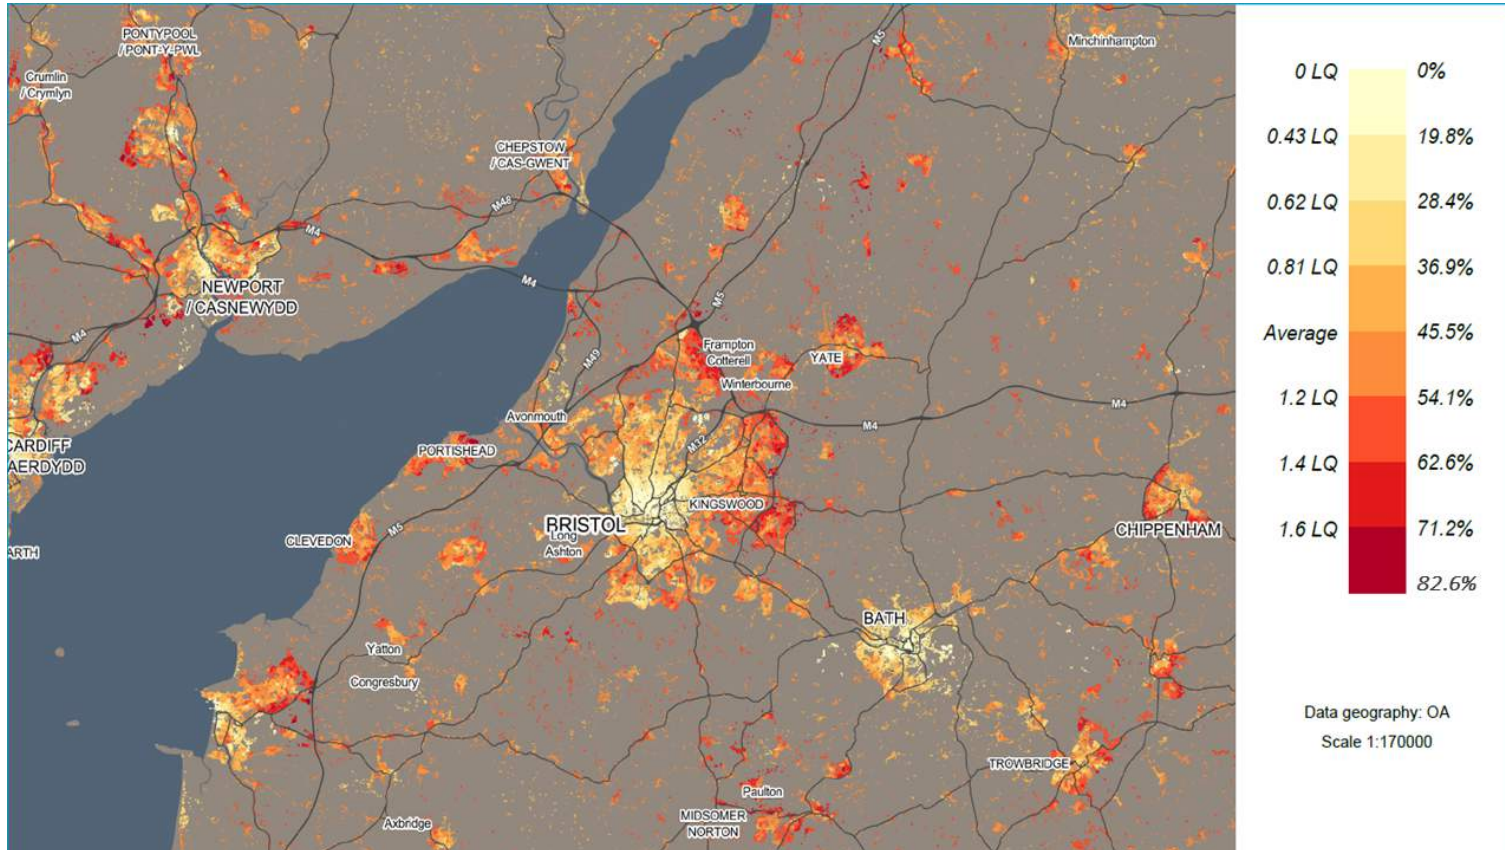 PONTYPOOL
/ PONT-Y-PWL
Crumlin
/ Crymlyn
M5
Minchinhampton
CHEPSTOW
/ CAS-GWENT
M48
M4
M4
NEWPORT
/ CASNEWYDD
M4
M5
M49
Frampton
Cotterell
YATE
Winterbourne
M4
M4
Avonmouth
M32
PORTISHEAD
CARDIFF
AERDYDD
KINGSWOOD
BRISTOL
Long
Ashton
M5
CLEVEDON
CHIPPENHAM
ARTH
BATH
Yatton
Congresbury
TROWBRIDGE
Paulton
MIDSOMER
NORTON
Axbridge
0 LQ 0%
0.43 LQ 19.8%
0.62 LQ 28.4%
0.81 LQ 36.9%
Average 45.5%
1.2 LQ 54.1%
1.4 LQ 62.6%
1.6 LQ 71.2%
82.6%
Data geography: OA
Scale 1:170000